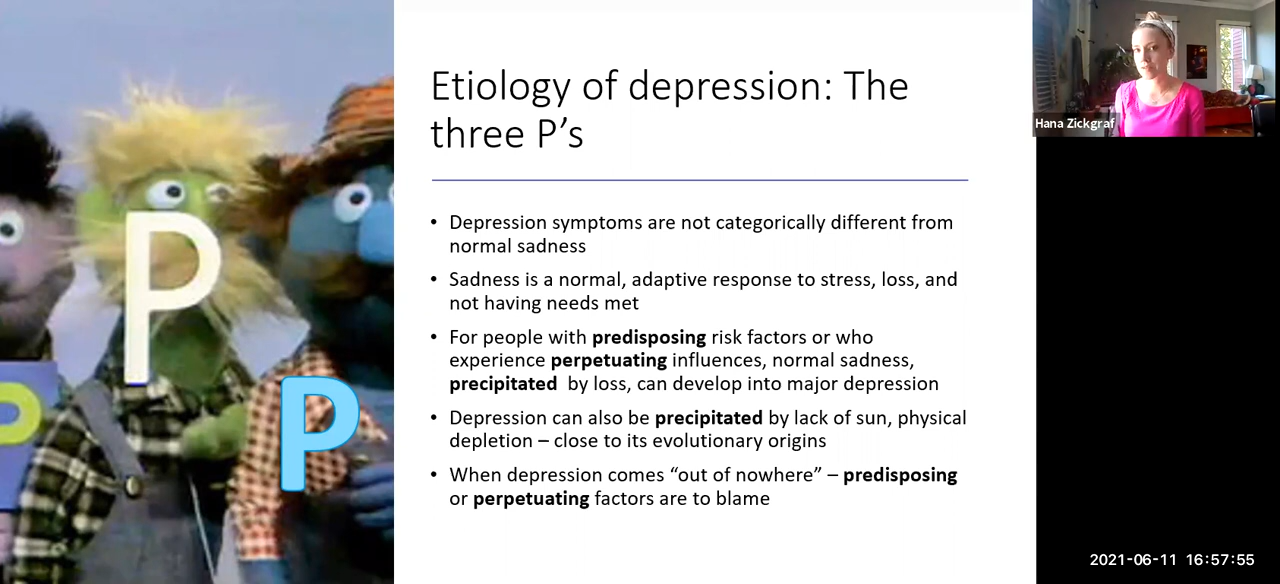 Etiology of depression: The
three P’s
• Depression symptoms are not categorically different from
normal sadness
• Sadness is a normal, adaptive response to stress, loss, and
not having needs met
• For people with predisposing risk factors or who
experience perpetuating influences, normal sadness,
precipitated by loss, can develop into major depression
• Depression can also be precipitated by lack of sun, physical
depletion – close to its evolutionary origins
• When depression comes “out of nowhere” – predisposing
or perpetuating factors are to blame
P
P
P
Hana Zickgraf
2021-06-11 16:57:55